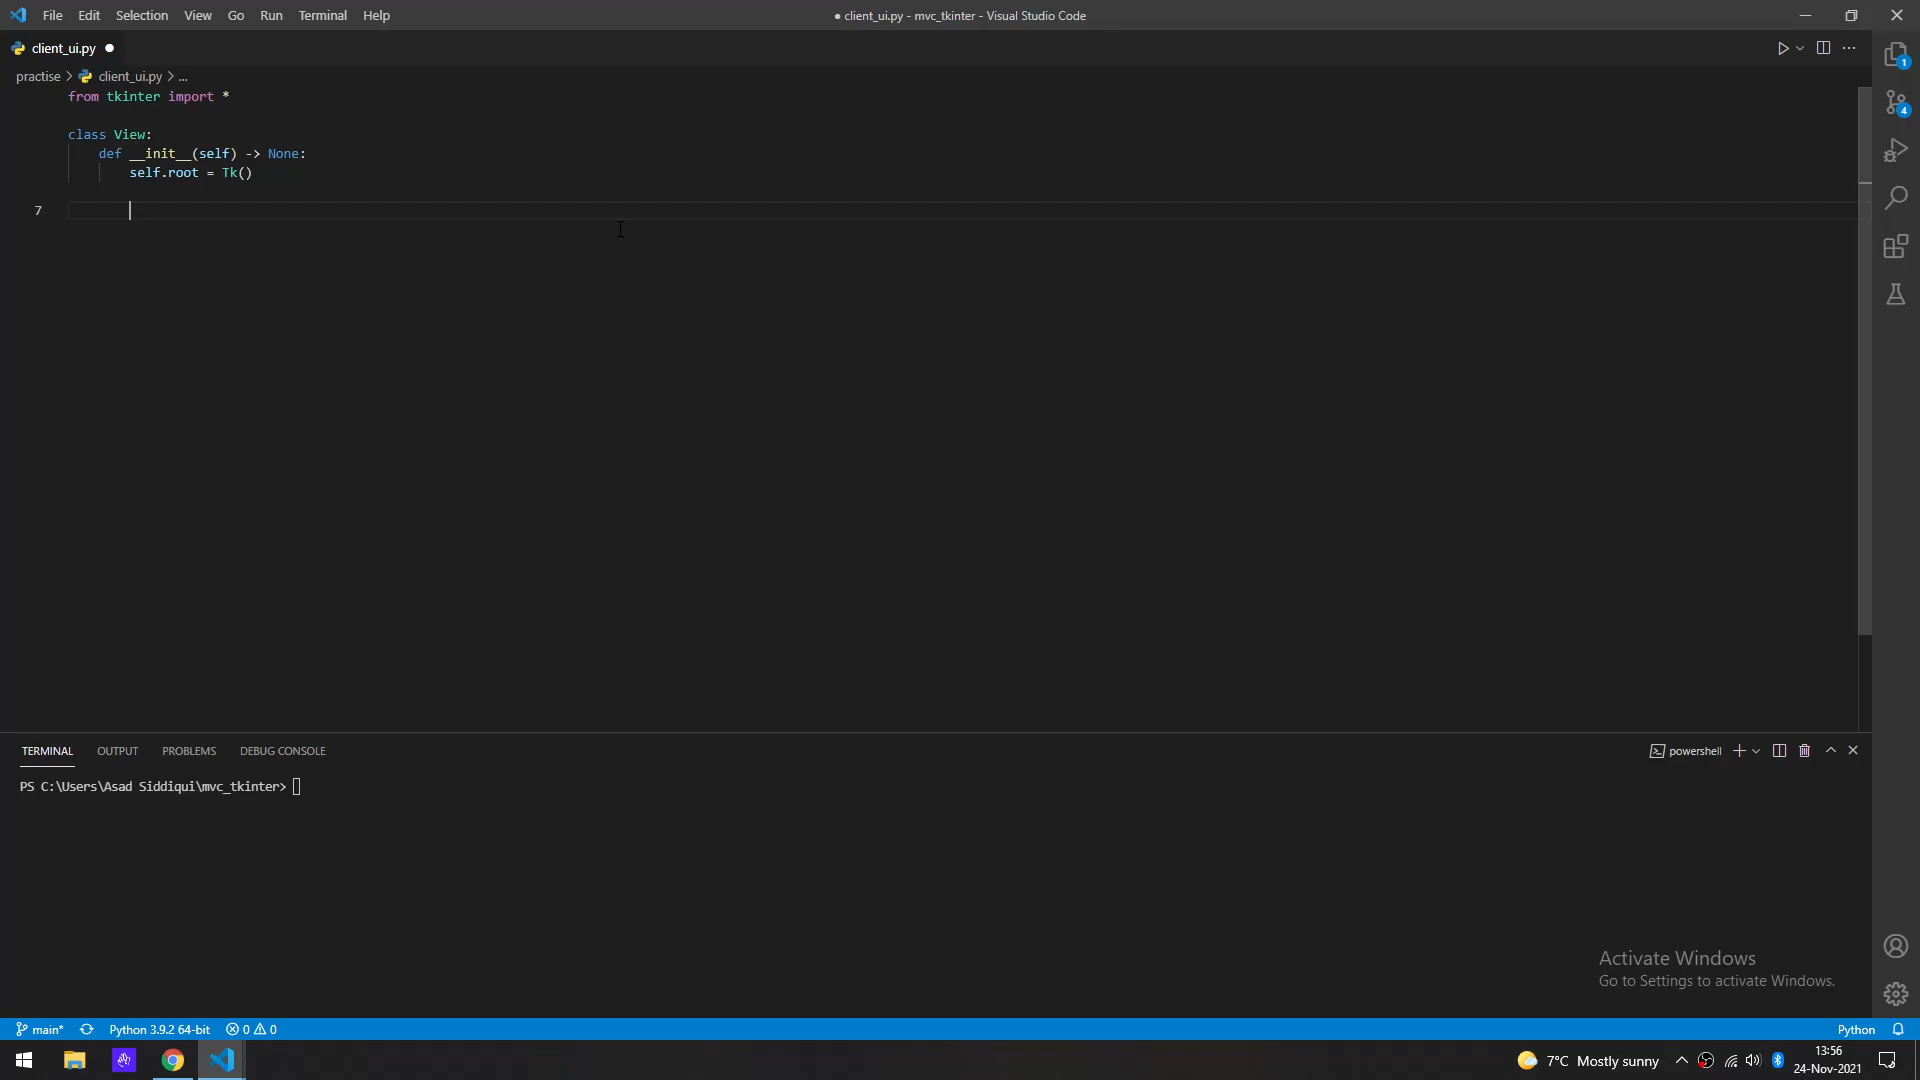 File Edit Selection View Go Run Terminal Help
● client_ui.py - mvc_tkinter - Visual Studio Code
client_ui.py ●
practise > client_ui.py > ...
from tkinter import *
class View:
def __init__(self) -> None:
self.root = Tk()
7
1
4
TERMINAL OUTPUT PROBLEMS DEBUG CONSOLE
powershell
PS C:\Users\Asad Siddiqui\mvc_tkinter>
Activate Windows
Go to Settings to activate Windows.
main* Python 3.9.2 64-bit 0 0
Python
7°C Mostly sunny
13:56
24-Nov-2021